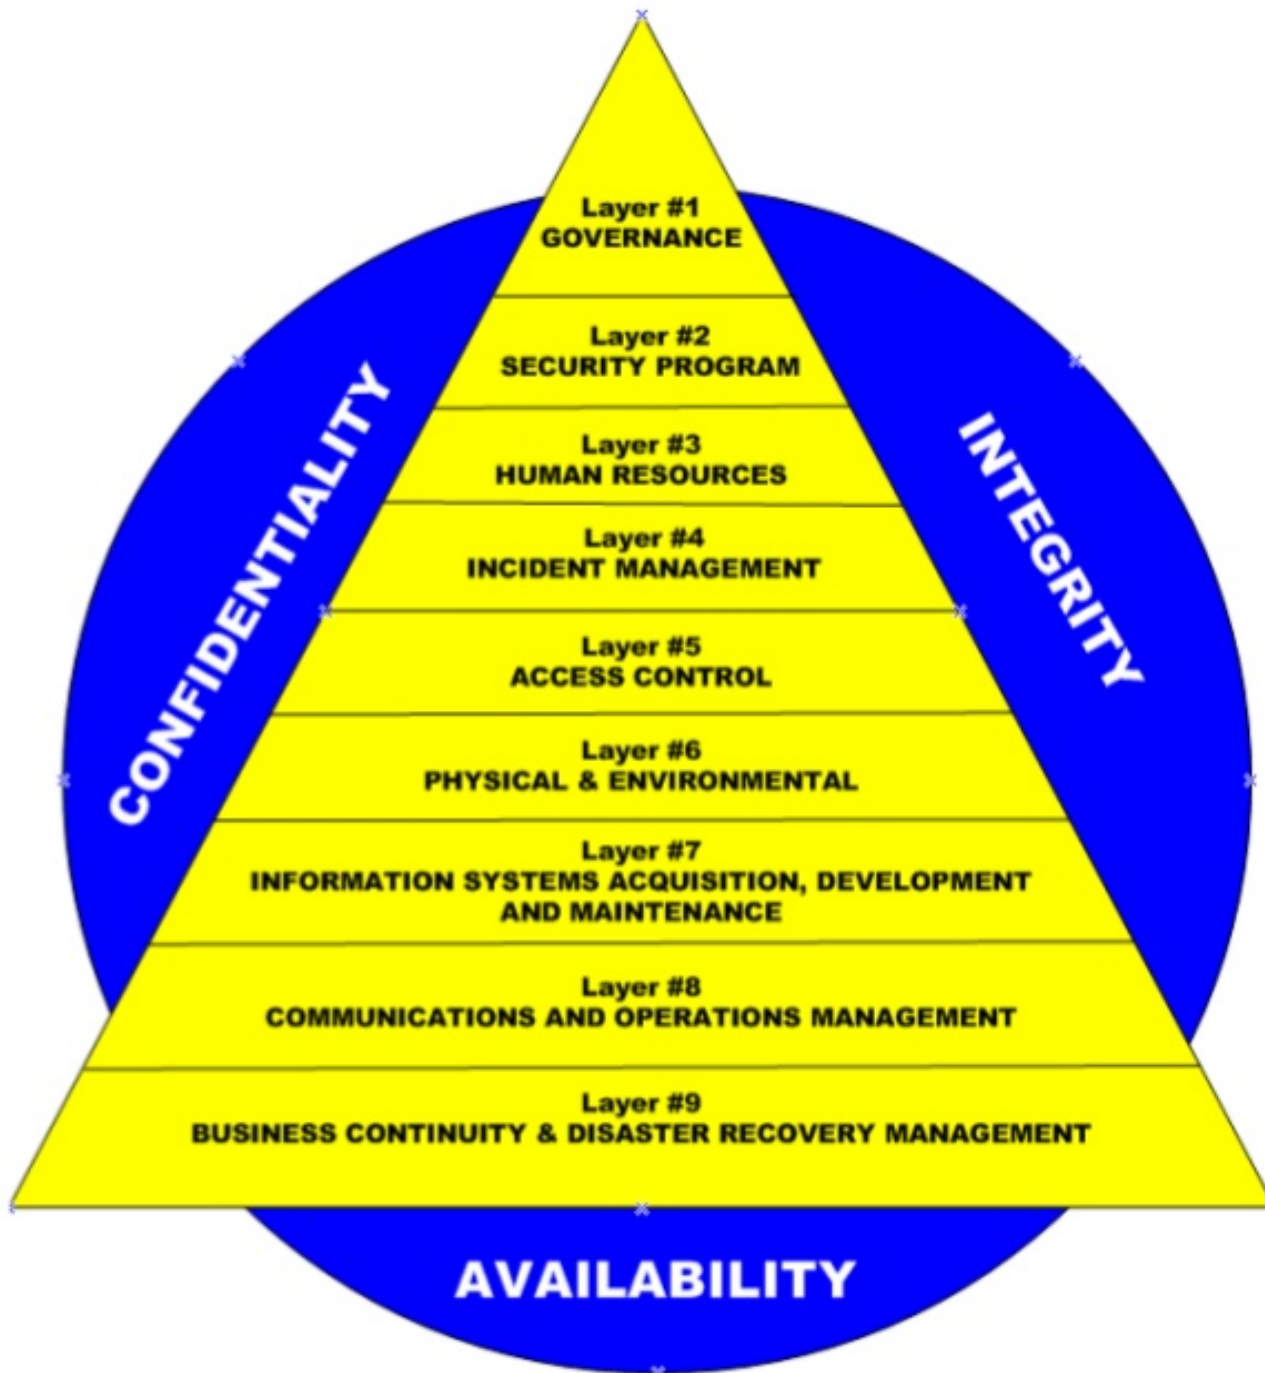 Layer #1
GOVERNANCE
Layer #2
SECURITY PROGRAM
Layer #3
HUMAN RESOURCES
Layer #4
INCIDENT MANAGEMENT
Layer #5
ACCESS CONTROL
Layer #6
PHYSICAL & ENVIRONMENTAL
Layer #7
INFORMATION SYSTEMS ACQUISITION, DEVELOPMENT
AND MAINTENANCE
Layer #8
COMMUNICATIONS AND OPERATIONS MANAGEMENT
Layer #9
BUSINESS CONTINUITY & DISASTER RECOVERY MANAGEMENT
CONFIDENTIALITY
INTEGRITY
AVAILABILITY